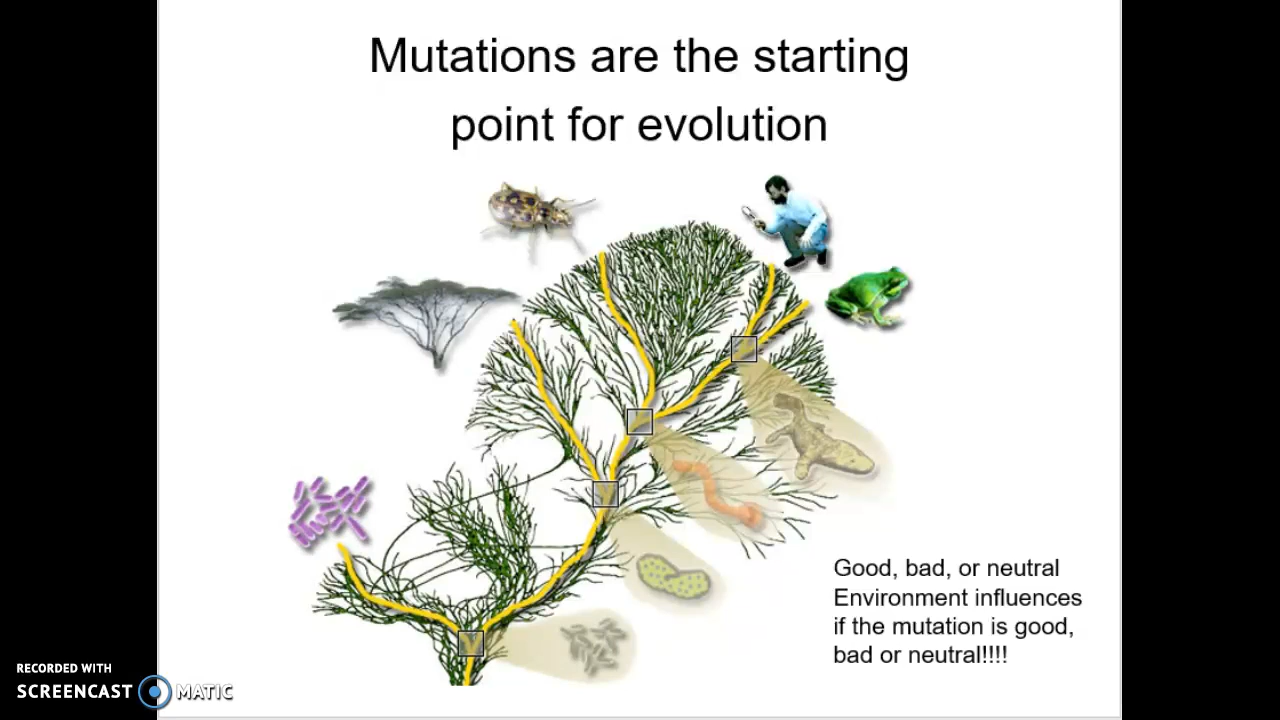 Mutations are the starting
point for evolution
Good, bad, or neutral
Environment influences
if the mutation is good,
bad or neutral!!!!
RECORDED WITH
SCREENCAST MATIC